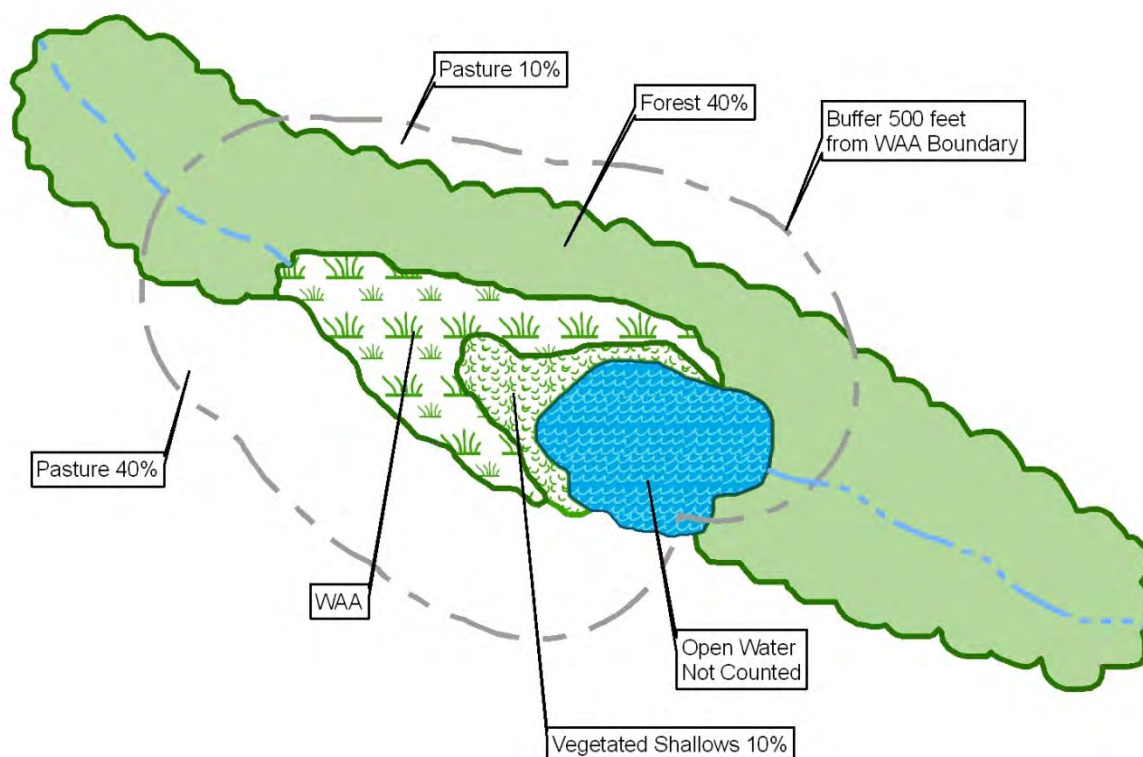 Pasture 10%
Forest 40%
Buffer 500 feet
from WAA Boundary
Pasture 40%
WAA
Open Water
Not Counted
Vegetated Shallows 10%